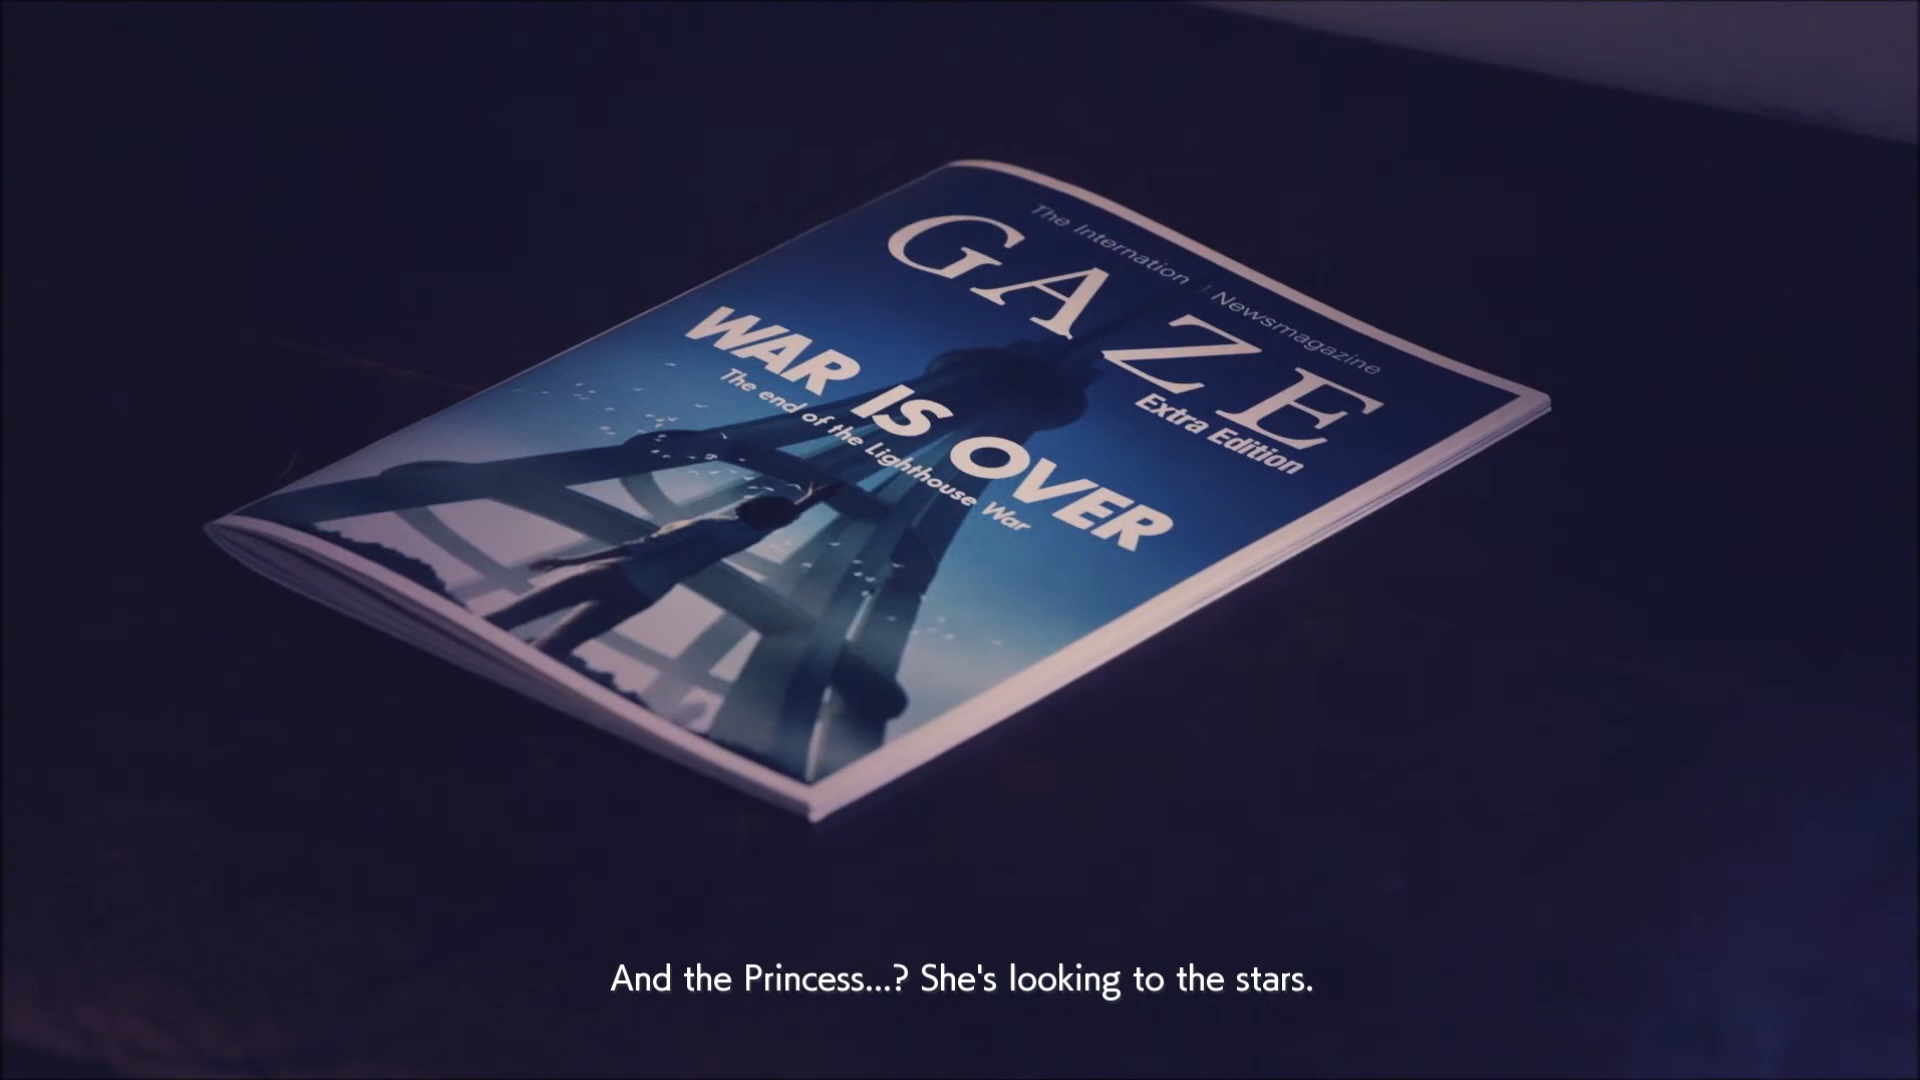 The Internation l Newsmagazine
GAZE
Extra Edition
WAR IS OVER
The end of the Lighthouse War
And the Princess...? She's looking to the stars.